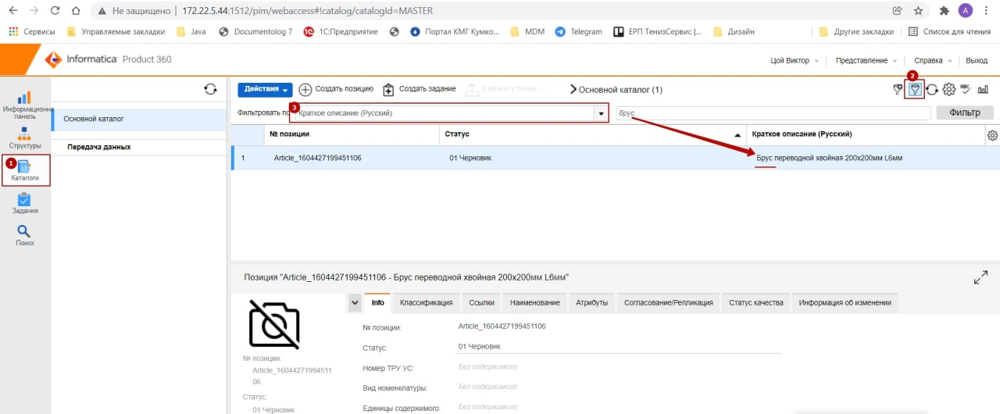 Не защищено | 172.22.5.44:1512/pim/webaccess#!catalog/catalogId=MASTER
A
Сервисы Управляемые закладки Java Documentolog 7 1С:Предприятие Портал КМГ Кумко... MDM Telegram ЕРП ТенизСервис |... Дизайн Другие закладки Список для чтения
Informatica Product 360
Цой Виктор Представление Справка Выход
Действия Создать позицию Создать задание К объекту более ... Основной каталог (1)
2
Информационна
панель
Структуры
1
Каталоги
Задания
Поиск
Основной каталог
Передача данных
Фильтровать по
3
Краткое описание (Русский)
брус
Фильтр
№ позиции Статус Краткое описание (Русский)
1 Article_1604427199451106 01 Черновик Брус переводной хвойная 200х200мм L6мм
Позиция "Article_1604427199451106 - Брус переводной хвойная 200х200мм L6мм"
Info Классификация Ссылки Наименование Атрибуты Согласование/Репликация Статус качества Информация об изменении
№ позиции:
Article_16044271994511
06
Статус:
01 Черновик
№ позиции: Article_1604427199451106
Статус: 01 Черновик
Номер ТРУ УС: Без содержимого
Вид номенклатуры: Без содержимого
Единицы содержимого: Без содержимого